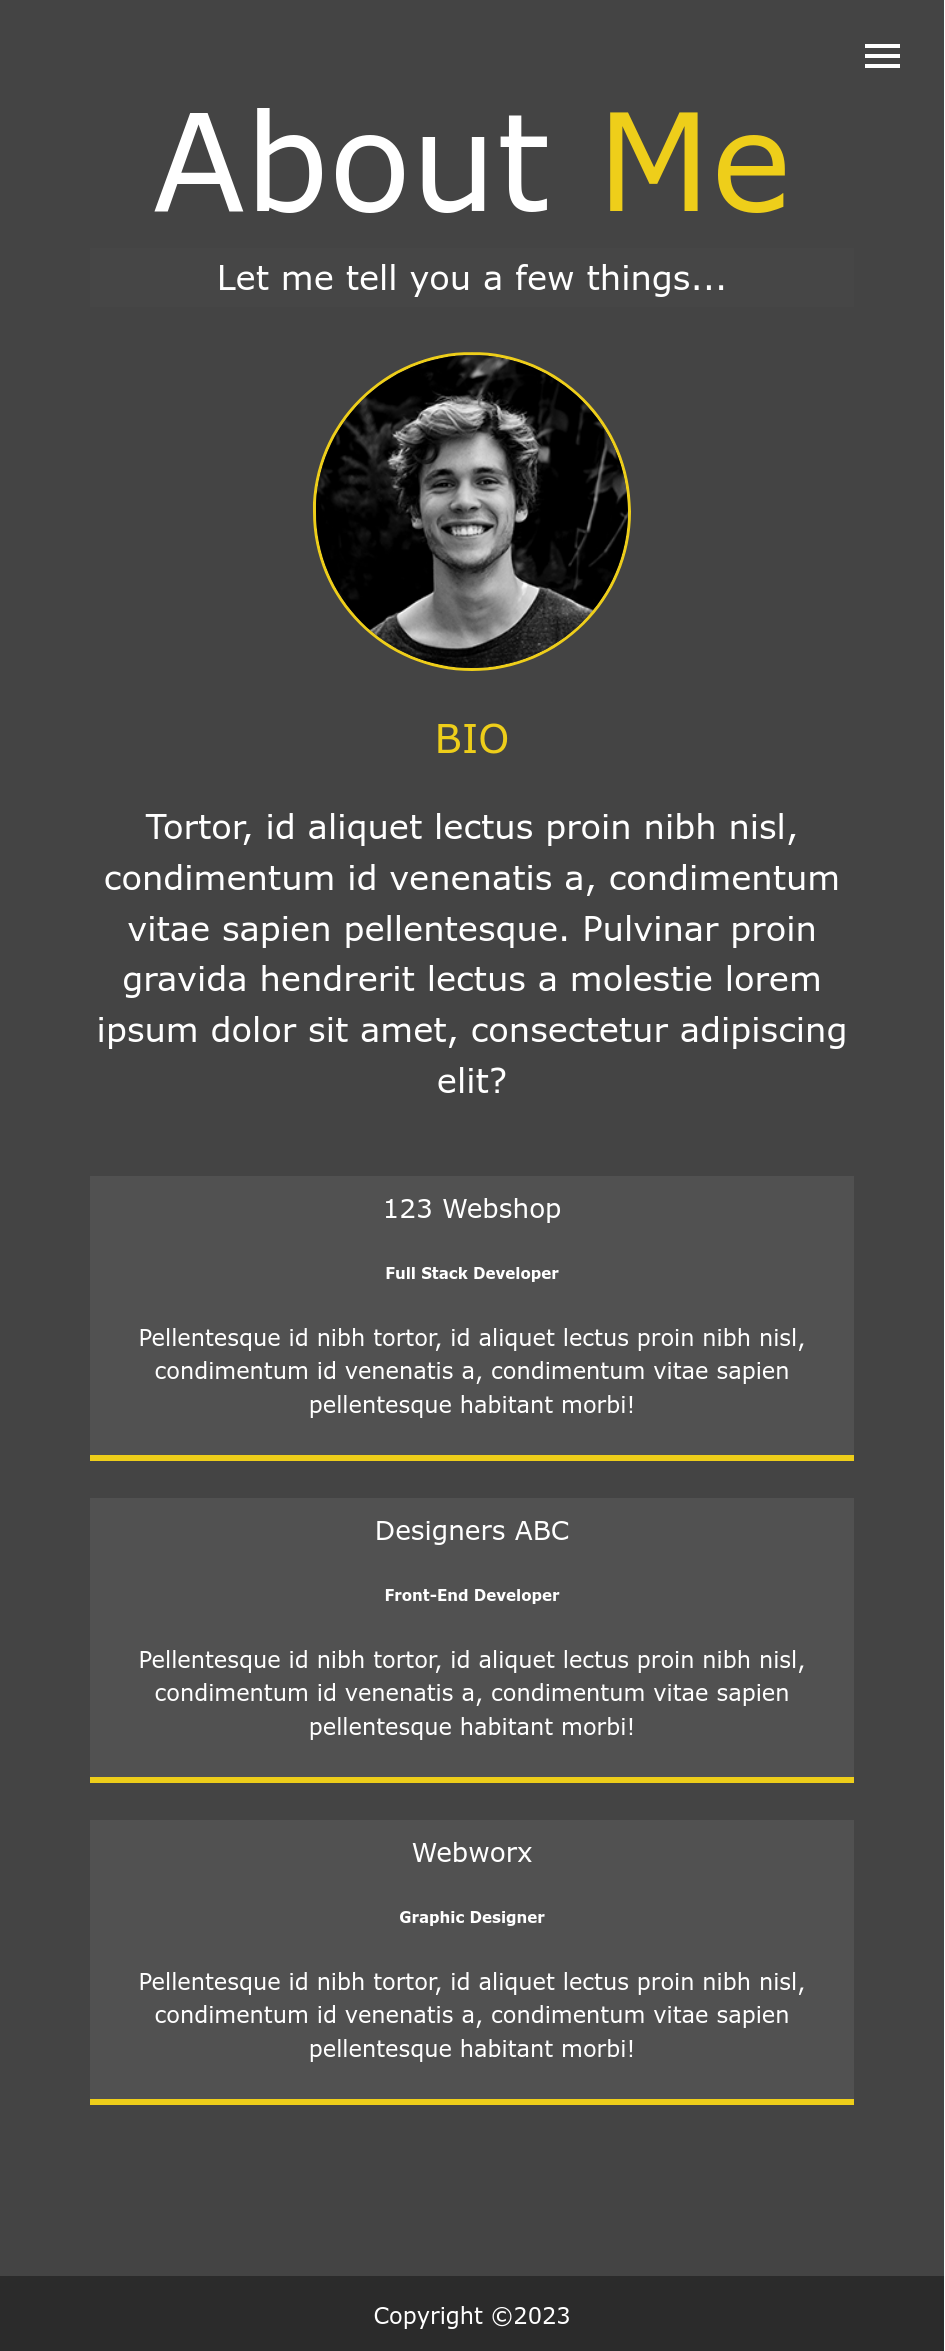 About Me
Let me tell you a few things...
BIO
Tortor, id aliquet lectus proin nibh nisl,
condimentum id venenatis a, condimentum
vitae sapien pellentesque. Pulvinar proin
gravida hendrerit lectus a molestie lorem
ipsum dolor sit amet, consectetur adipiscing
elit?
123 Webshop
Full Stack Developer
Pellentesque id nibh tortor, id aliquet lectus proin nibh nisl,
condimentum id venenatis a, condimentum vitae sapien
pellentesque habitant morbi!
Designers ABC
Front-End Developer
Pellentesque id nibh tortor, id aliquet lectus proin nibh nisl,
condimentum id venenatis a, condimentum vitae sapien
pellentesque habitant morbi!
Webworx
Graphic Designer
Pellentesque id nibh tortor, id aliquet lectus proin nibh nisl,
condimentum id venenatis a, condimentum vitae sapien
pellentesque habitant morbi!
Copyright ©2023